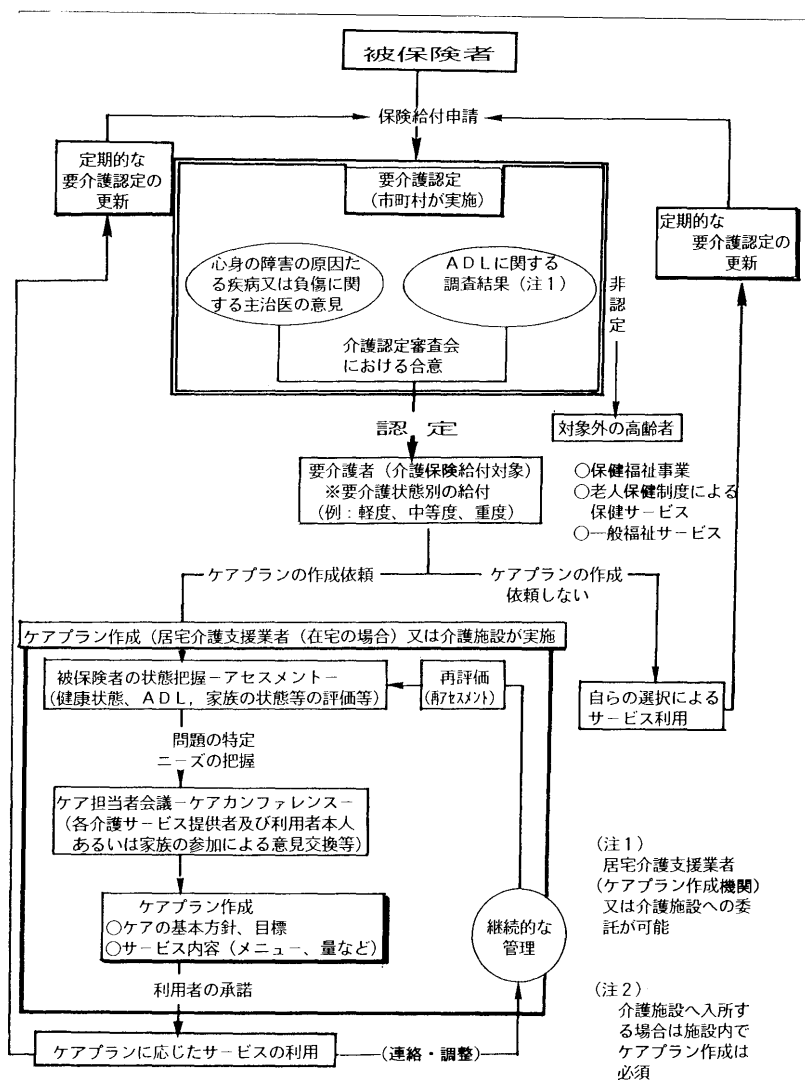 被保険者
保険給付申請
定期的な
要介護認定の
更新
要介護認定
(市町村が実施)
定期的な
要介護認定の
更新
心身の障害の原因た
る疾病又は負傷に関
する主治医の意見
ADLに関する
調査結果(注1)
非認定
介護認定審査会
における合意
認定
対象外の高齢者
要介護者(介護保険給付対象)
※要介護状態別の給付
(例:軽度、中等度、重度)
○保健福祉事業
○老人保健制度による
保健サービス
○一般福祉サービス
ケアプランの作成依頼
ケアプランの作成
依頼しない
ケアプラン作成(居宅介護支援業者(在宅の場合)又は介護施設が実施
被保険者の状態把握-アセスメント-
(健康状態、ADL,家族の状態等の評価等)
再評価
(再アセスメント)
自らの選択による
サービス利用
問題の特定
ニーズの把握
ケア担当者会議-ケアカンファレンス-
(各介護サービス提供者及び利用者本人
あるいは家族の参加による意見交換等)
ケアプラン作成
○ケアの基本方針、目標
○サービス内容(メニュー、量など)
継続的な
管理
利用者の承諾
ケアプランに応じたサービスの利用
(連絡・調整)
(注1)
居宅介護支援業者
(ケアプラン作成機関)
又は介護施設への委
託が可能
(注2)
介護施設へ入所す
る場合は施設内で
ケアプラン作成は
必須